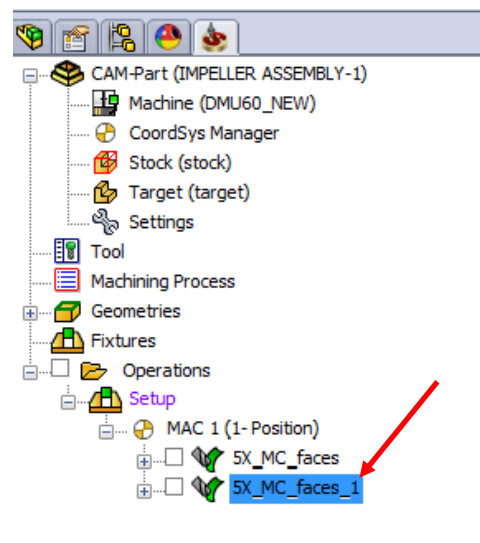 CAM-Part (IMPELLER ASSEMBLY-1)
Machine (DMU60_NEW)
CoordSys Manager
Stock (stock)
Target (target)
Settings
Tool
Machining Process
Geometries
Fixtures
Operations
Setup
MAC 1 (1- Position)
5X_MC_faces
5X_MC_faces_1